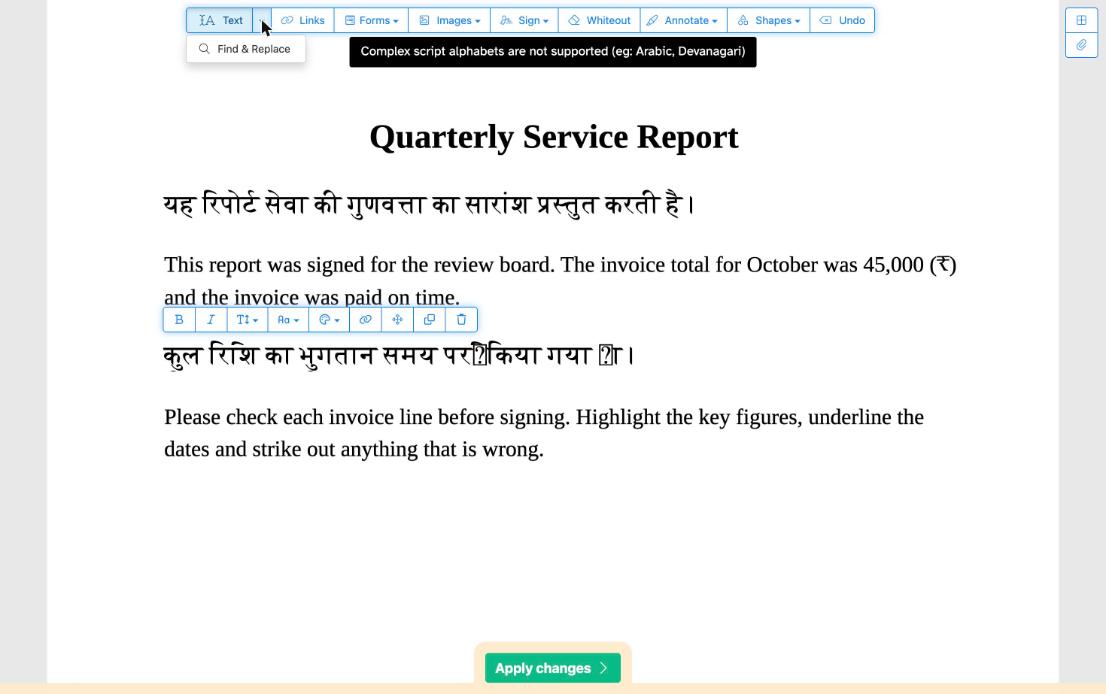 Text
Links
Forms
Images
Sign
Whiteout
Annotate
Shapes
Undo
Find & Replace
Complex script alphabets are not supported (eg: Arabic, Devanagari)
Quarterly Service Report
यह रिपोर्ट सेवा की गुणवत्ता का सारांश प्रस्तुत करती है।
This report was signed for the review board. The invoice total for October was 45,000 (₹)
and the invoice was paid on time.
B I T Aa
कुल रिशि का भुगतान समय पर किया गया
Please check each invoice line before signing. Highlight the key figures, underline the
dates and strike out anything that is wrong.
Apply changes